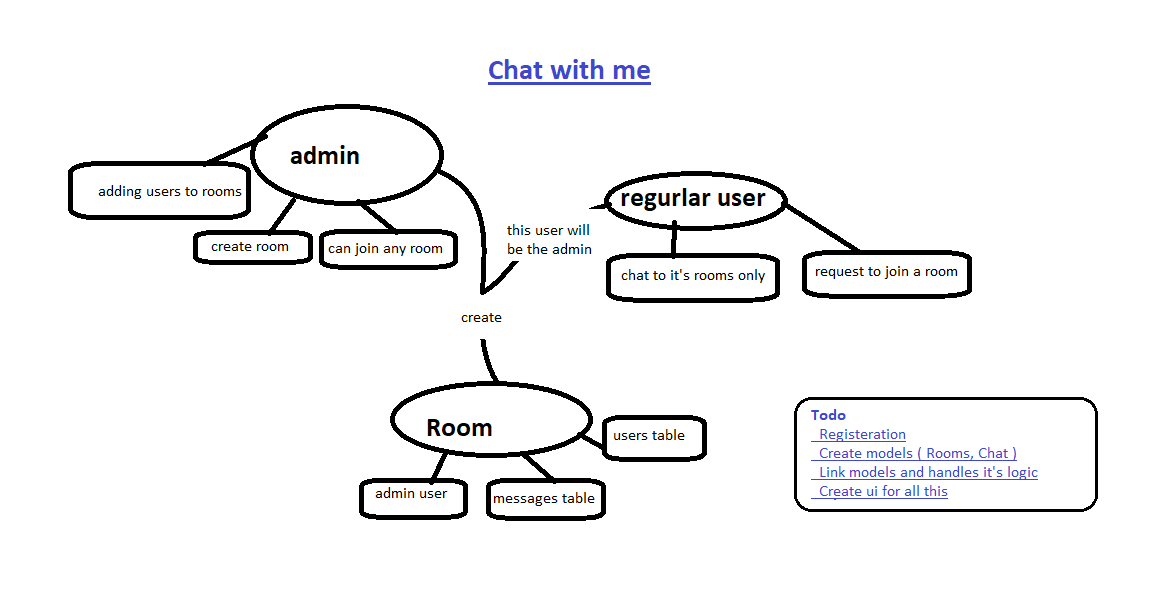 Chat with me
admin
adding users to rooms
create room
can join any room
regurlar user
this user will
be the admin
chat to it's rooms only
request to join a room
create
Room
users table
admin user
messages table
Todo
Registeration
Create models ( Rooms, Chat )
Link models and handles it's logic
Create ui for all this